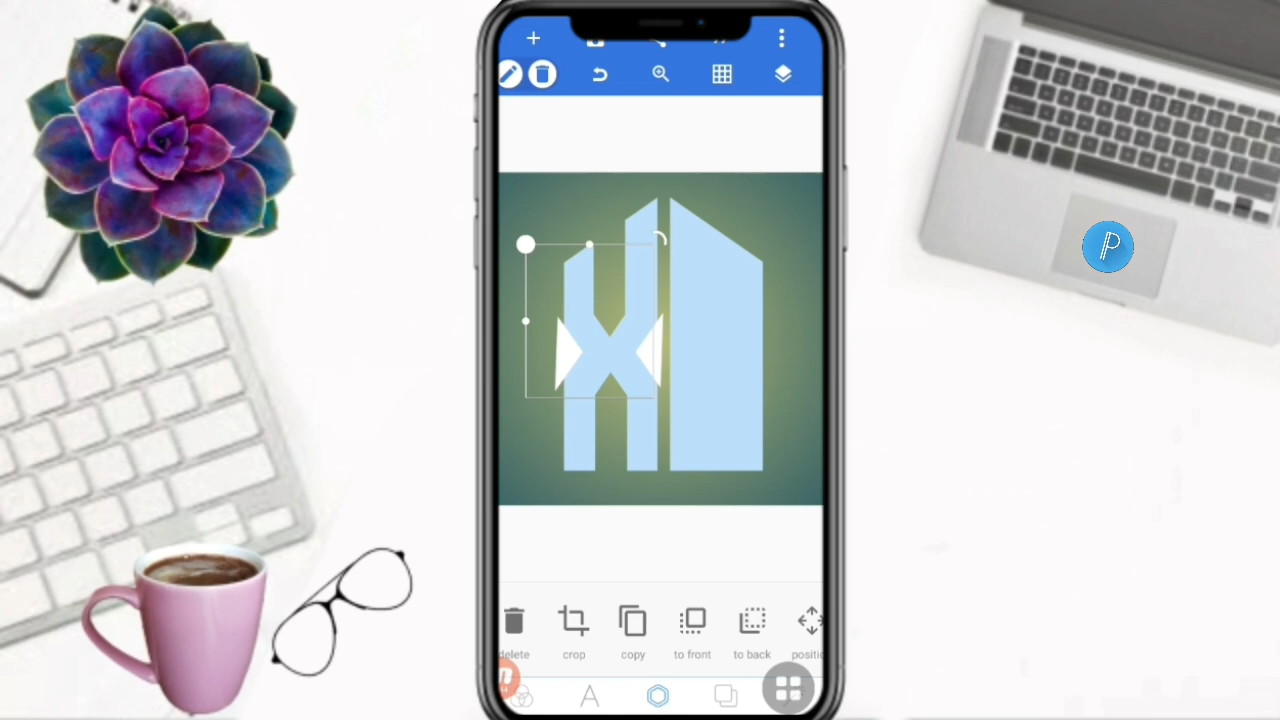 delete
crop
copy
to front
to back
positi